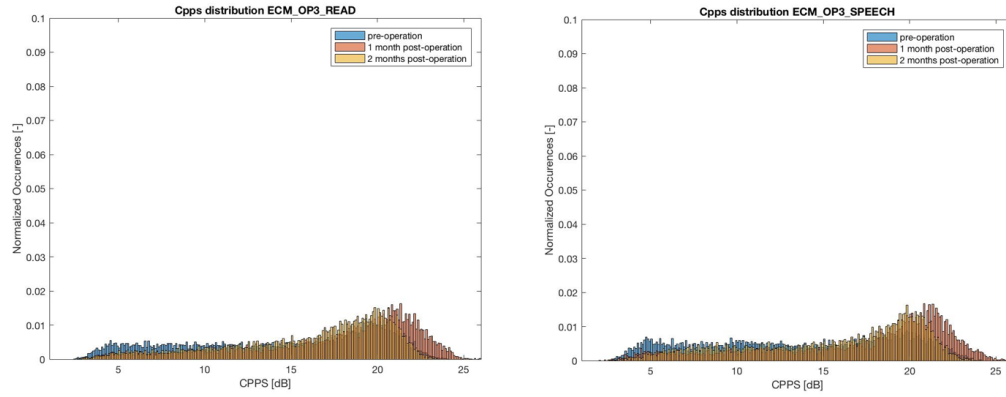 Cpps distribution ECM_OP3_READ
pre-operation
1 month post-operation
2 months post-operation
Normalized Occurences [-]
0.1
0.09
0.08
0.07
0.06
0.05
0.04
0.03
0.02
0.01
0
5 10 15 20 25
CPPS [dB]
Cpps distribution ECM_OP3_SPEECH
pre-operation
1 month post-operation
2 months post-operation
Normalized Occurences [-]
0.1
0.09
0.08
0.07
0.06
0.05
0.04
0.03
0.02
0.01
0
5 10 15 20 25
CPPS [dB]